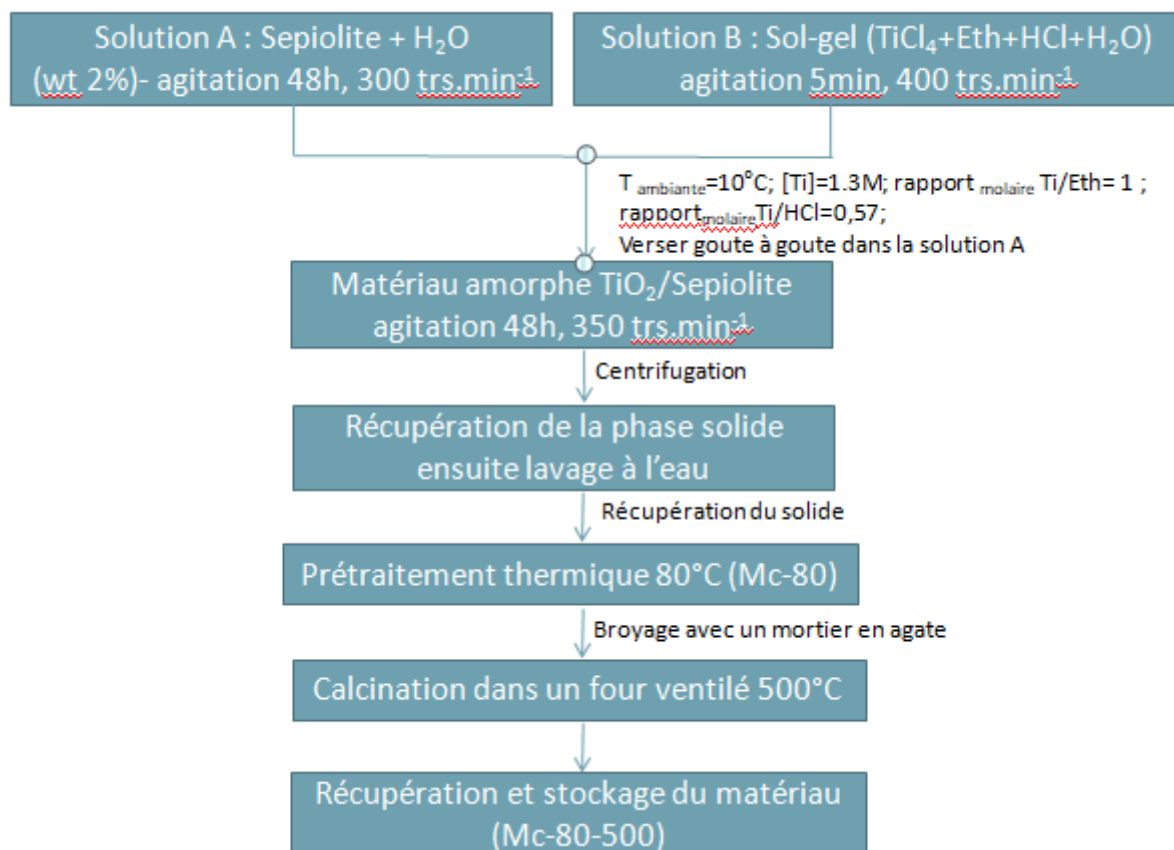 Solution A : Sepiolite + H₂O
(wt 2%)- agitation 48h, 300 trs.min⁻¹
Solution B : Sol-gel (TiCl₄+Eth+HCl+H₂O)
agitation 5min, 400 trs.min⁻¹
T ambiante=10°C; [Ti]=1.3M; rapport molaire Ti/Eth= 1 ;
rapport molaire Ti/HCl=0,57;
Verser goute à goute dans la solution A
Matériau amorphe TiO₂/Sepiolite
agitation 48h, 350 trs.min⁻¹
Centrifugation
Récupération de la phase solide
ensuite lavage à l'eau
Récupération du solide
Prétraitement thermique 80°C (Mc-80)
Broyage avec un mortier en agate
Calcination dans un four ventilé 500°C
Récupération et stockage du matériau
(Mc-80-500)